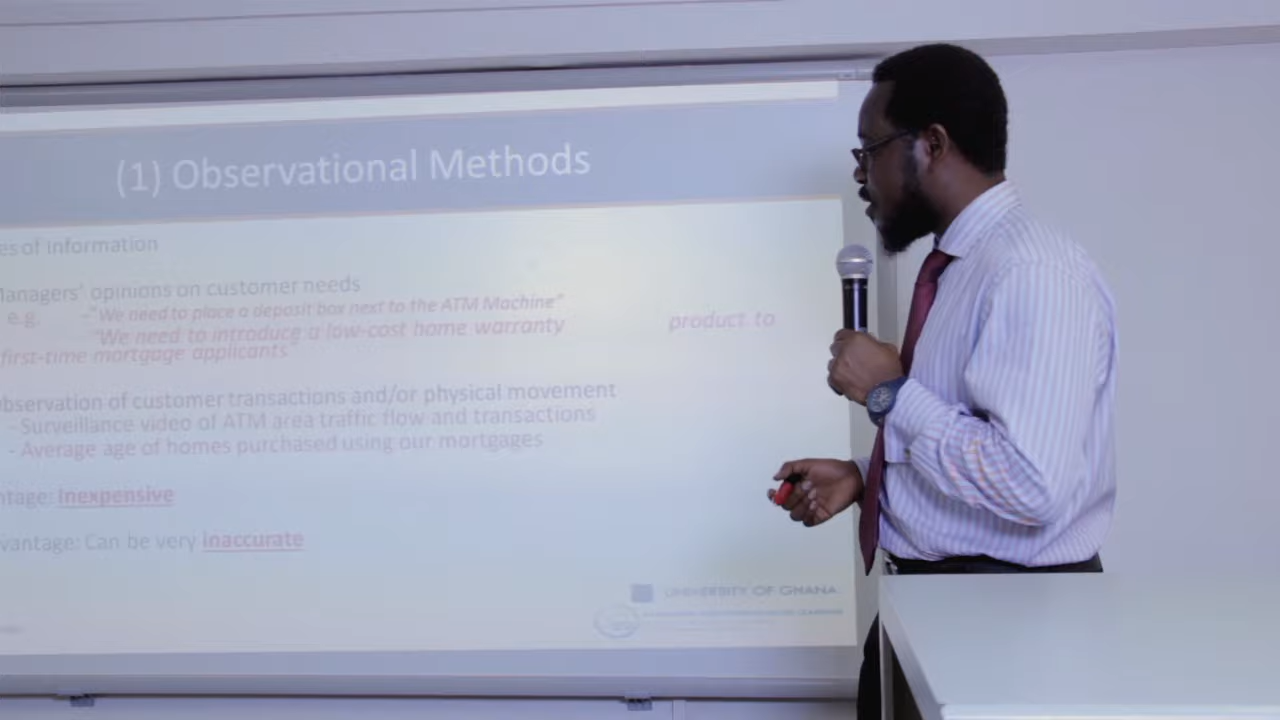 (1) Observational Methods
es of Information
Managers' opinions on customer needs
e.g. -"We need to place a deposit box next to the ATM Machine"
"We need to introduce a low-cost home warranty product to
first-time mortgage applicants"
bservation of customer transactions and/or physical movement
- Surveillance video of ATM area traffic flow and transactions
- Average age of homes purchased using our mortgages
ntage: Inexpensive
dvantage: Can be very inaccurate
UNIVERSITY OF GHANA